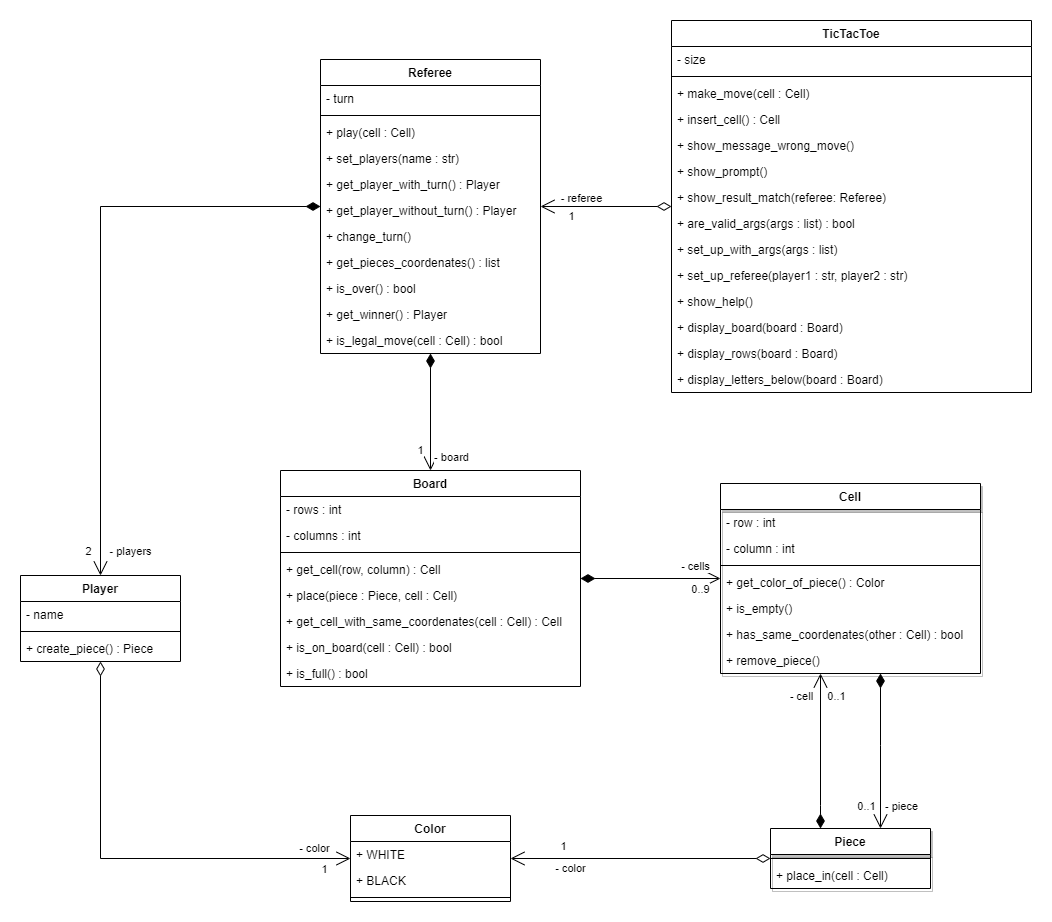 TicTacToe
- size
+ make_move(cell : Cell)
+ insert_cell() : Cell
+ show_message_wrong_move()
+ show_prompt()
+ show_result_match(referee: Referee)
+ are_valid_args(args : list) : bool
+ set_up_with_args(args : list)
+ set_up_referee(player1 : str, player2 : str)
+ show_help()
+ display_board(board : Board)
+ display_rows(board : Board)
+ display_letters_below(board : Board)
Referee
- turn
+ play(cell : Cell)
+ set_players(name : str)
+ get_player_with_turn() : Player
+ get_player_without_turn() : Player
+ change_turn()
+ get_pieces_coordenates() : list
+ is_over() : bool
+ get_winner() : Player
+ is_legal_move(cell : Cell) : bool
- referee
1
1
- board
2
- players
Board
- rows : int
- columns : int
+ get_cell(row, column) : Cell
+ place(piece : Piece, cell : Cell)
+ get_cell_with_same_coordenates(cell : Cell) : Cell
+ is_on_board(cell : Cell) : bool
+ is_full() : bool
- cells
0..9
Cell
- row : int
- column : int
+ get_color_of_piece() : Color
+ is_empty()
+ has_same_coordenates(other : Cell) : bool
+ remove_piece()
Player
- name
+ create_piece() : Piece
- cell
0..1
0..1
- piece
- color
1
Color
+ WHITE
+ BLACK
1
- color
Piece
+ place_in(cell : Cell)